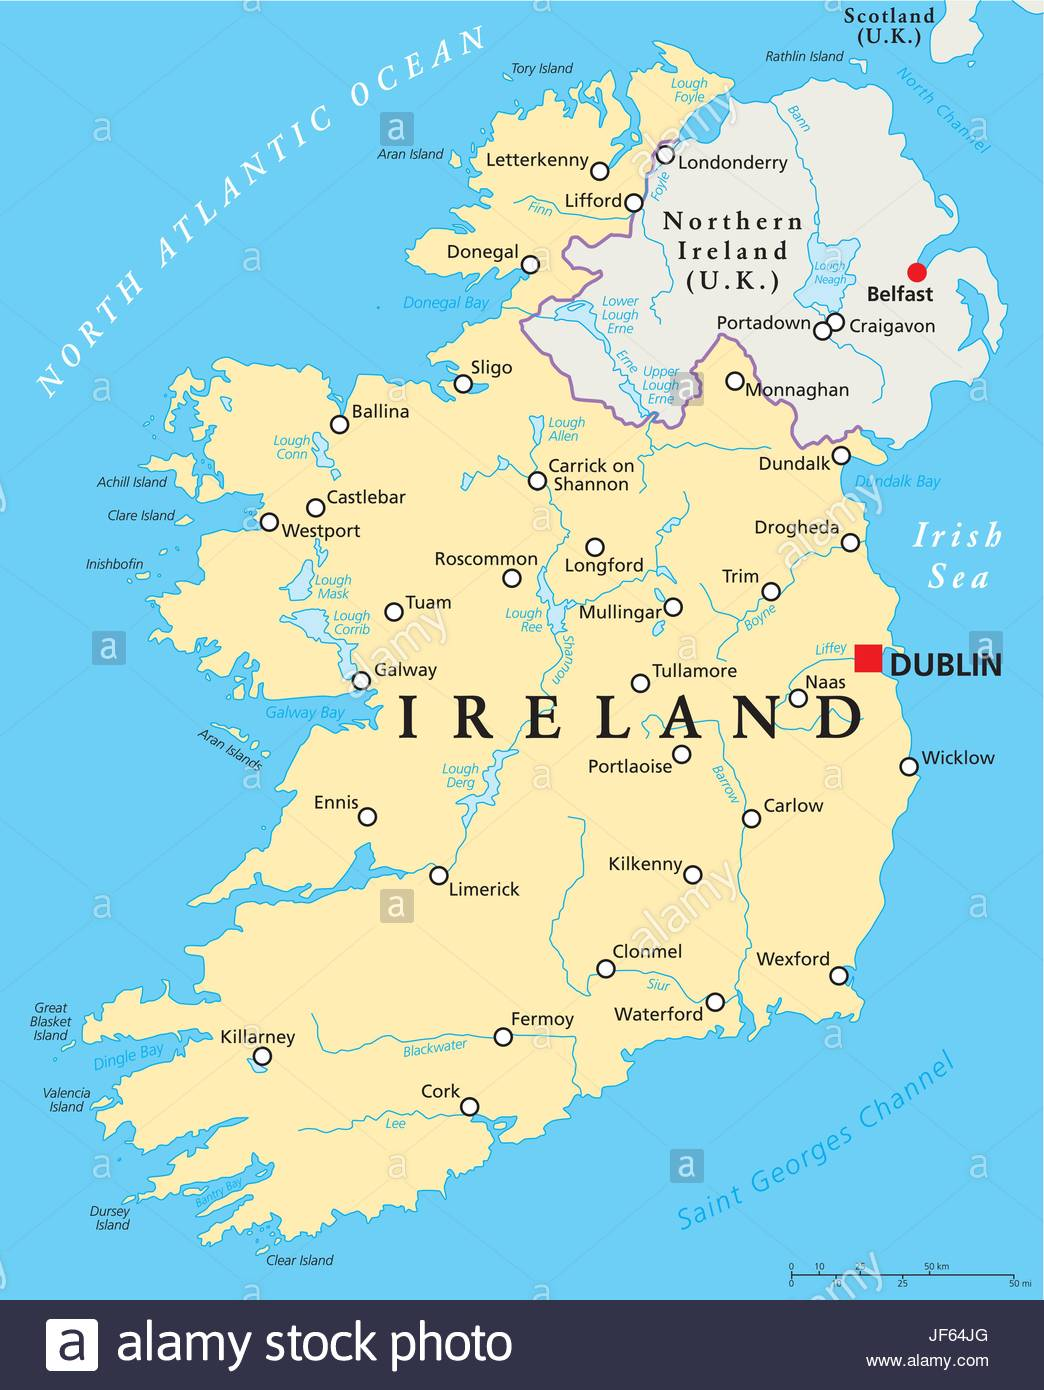 Scotland
(U.K.)
Rathlin Island
North Channel
NORTH ATLANTIC OCEAN
Tory Island
Lough
Foyle
Bann
Aran Island
Letterkenny
Londonderry
Foyle
Lifford
Finn
Northern
Ireland
(U.K.)
Donegal
Lough
Neagh
Belfast
Donegal Bay
Lower
Lough
Erne
Portadown
Craigavon
Erne
Upper
Lough
Erne
Sligo
Monnaghan
Ballina
Lough
Allen
Lough
Conn
Dundalk
Carrick on
Shannon
Dundalk Bay
Achill Island
Castlebar
Clare Island
Westport
Drogheda
Irish
Sea
Inishbofin
Roscommon
Longford
Trim
Lough
Mask
Tuam
Lough
Ree
Mullingar
Boyne
Lough
Corrib
Shannon
Liffey
DUBLIN
Galway
Tullamore
Naas
Galway Bay
IRELAND
Aran Islands
Portlaoise
Wicklow
Lough
Derg
Barrow
Ennis
Carlow
Kilkenny
Limerick
Clonmel
Wexford
Siur
Waterford
Great
Blasket
Island
Fermoy
Killarney
Dingle Bay
Blackwater
Valencia
Island
Cork
Lee
Saint Georges Channel
Bantry Bay
Dursey
Island
Clear Island
0 10 25 50 km
0 10 25 50 mi
a alamy stock photo
JF64JG
www.alamy.com